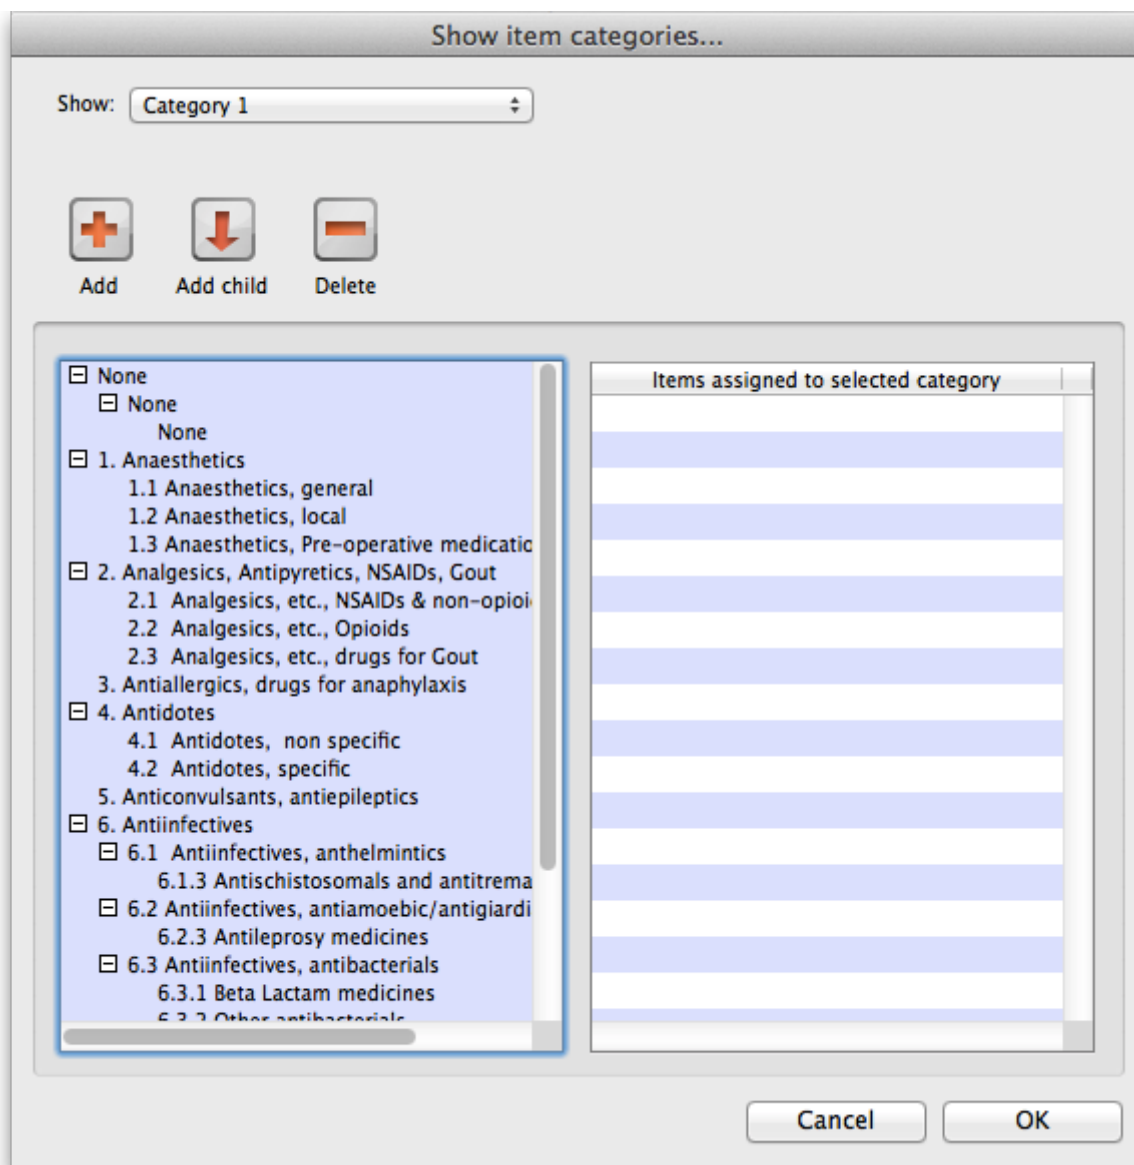 Show item categories...
Show: Category 1
Add Add child Delete
None
None
None
1. Anaesthetics
1.1 Anaesthetics, general
1.2 Anaesthetics, local
1.3 Anaesthetics, Pre-operative medicatio
2. Analgesics, Antipyretics, NSAIDs, Gout
2.1 Analgesics, etc., NSAIDs & non-opioi
2.2 Analgesics, etc., Opioids
2.3 Analgesics, etc., drugs for Gout
3. Antiallergics, drugs for anaphylaxis
4. Antidotes
4.1 Antidotes, non specific
4.2 Antidotes, specific
5. Anticonvulsants, antiepileptics
6. Antiinfectives
6.1 Antiinfectives, anthelmintics
6.1.3 Antischistosomals and antitrema
6.2 Antiinfectives, antiamoebic/antigiardi
6.2.3 Antileprosy medicines
6.3 Antiinfectives, antibacterials
6.3.1 Beta Lactam medicines
6.3.2 Other antibacterials
Items assigned to selected category
Cancel OK